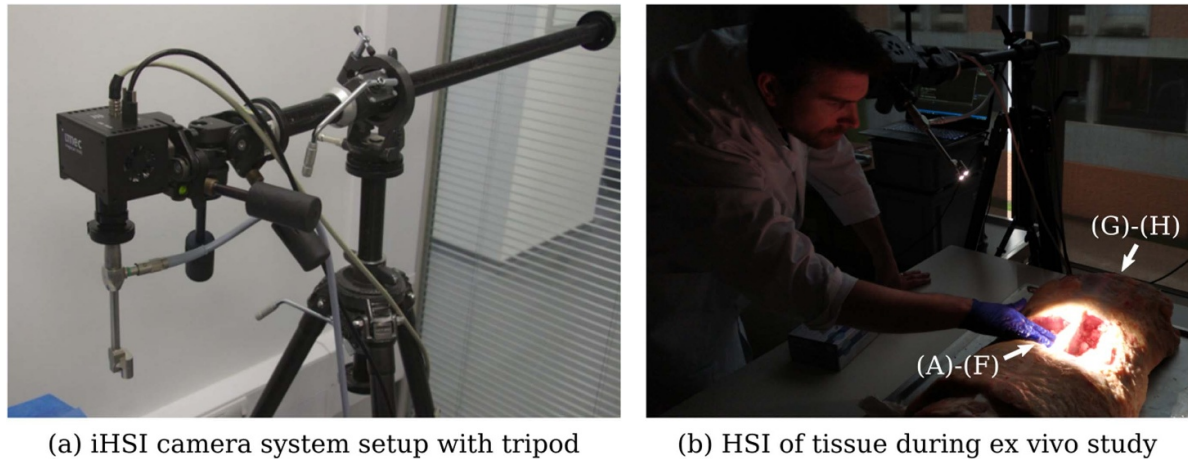 imec
(G)-(H)
(A)-(F)
(a) iHSI camera system setup with tripod
(b) HSI of tissue during ex vivo study